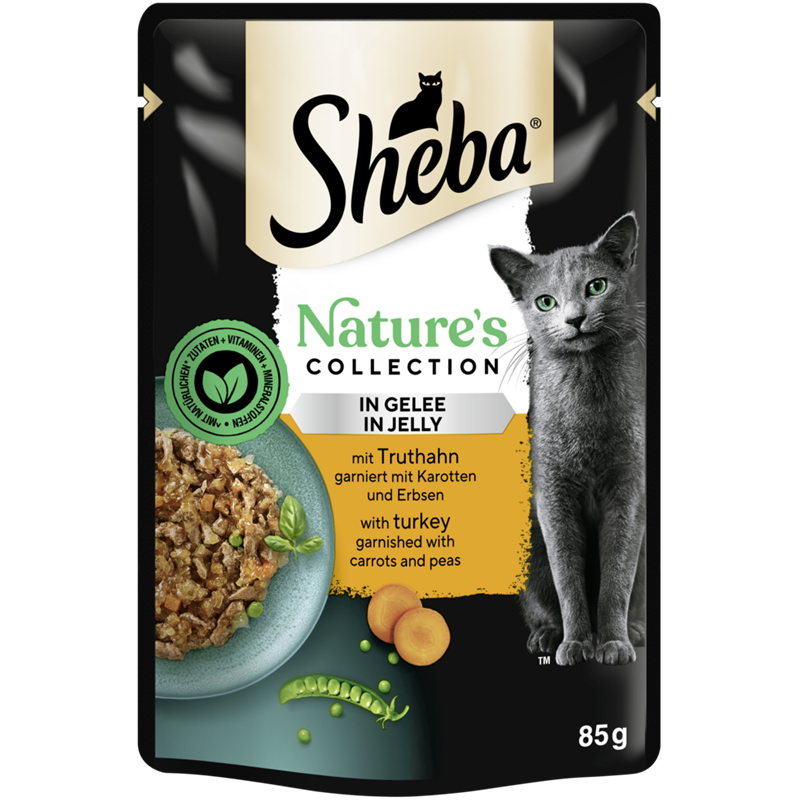 Sheba®
Nature's
COLLECTION
*MIT NATÜRLICHEN* ZUTATEN + VITAMINEN + MINERALSTOFFEN •
IN GELEE
IN JELLY
mit Truthahn
garniert mit Karotten
und Erbsen
with turkey
garnished with
carrots and peas
TM
85g